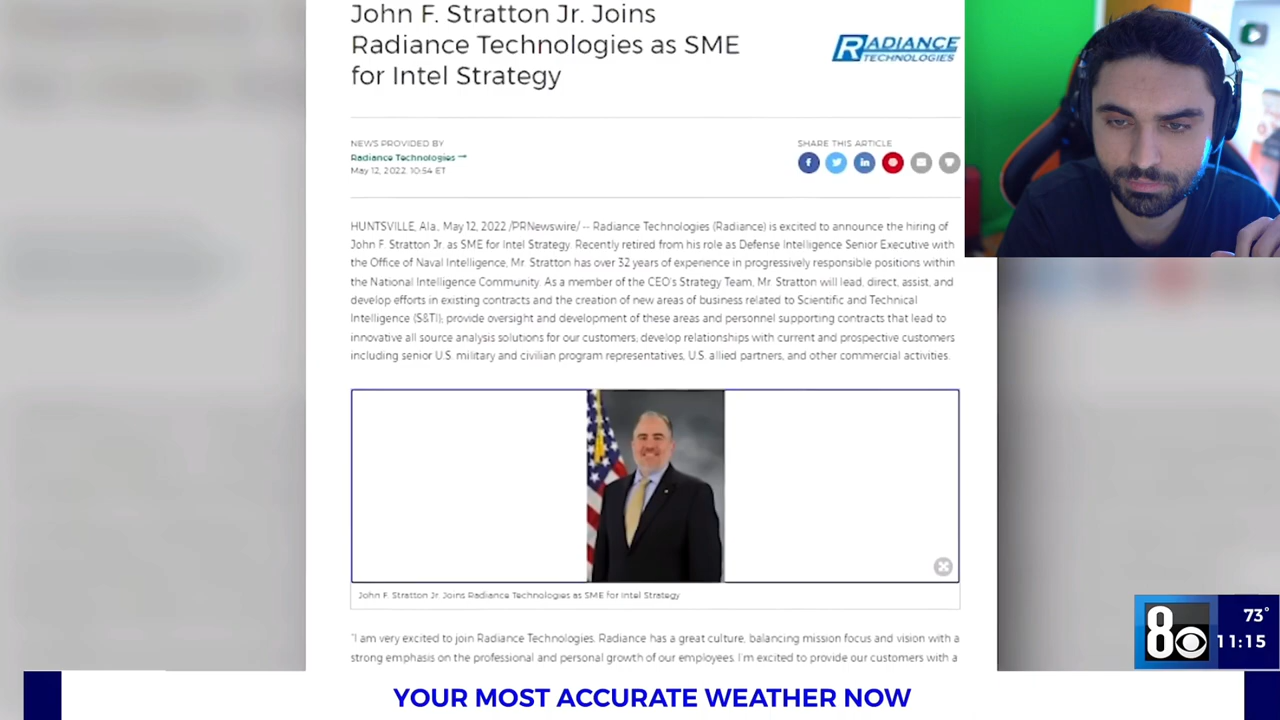 John F. Stratton Jr. Joins
Radiance Technologies as SME
for Intel Strategy
RADIANCE
TECHNOLOGIES
NEWS PROVIDED BY
Radiance Technologies
May 12, 2022, 10:54 ET
SHARE THIS ARTICLE
HUNTSVILLE, Ala., May 12, 2022 /PRNewswire/ -- Radiance Technologies (Radiance) is excited to announce the hiring of
John F. Stratton Jr. as SME for Intel Strategy. Recently retired from his role as Defense Intelligence Senior Executive with
the Office of Naval Intelligence, Mr. Stratton has over 32 years of experience in progressively responsible positions within
the National Intelligence Community. As a member of the CEO's Strategy Team, Mr. Stratton will lead, direct, assist, and
develop efforts in existing contracts and the creation of new areas of business related to Scientific and Technical
Intelligence (S&TI); provide oversight and development of these areas and personnel supporting contracts that lead to
innovative all source analysis solutions for our customers; develop relationships with current and prospective customers
including senior U.S. military and civilian program representatives, U.S. allied partners, and other commercial activities.
John F. Stratton Jr. Joins Radiance Technologies as SME for Intel Strategy
"I am very excited to join Radiance Technologies. Radiance has a great culture, balancing mission focus and vision with a
strong emphasis on the professional and personal growth of our employees. I'm excited to provide our customers with a
8
73°
11:15
YOUR MOST ACCURATE WEATHER NOW